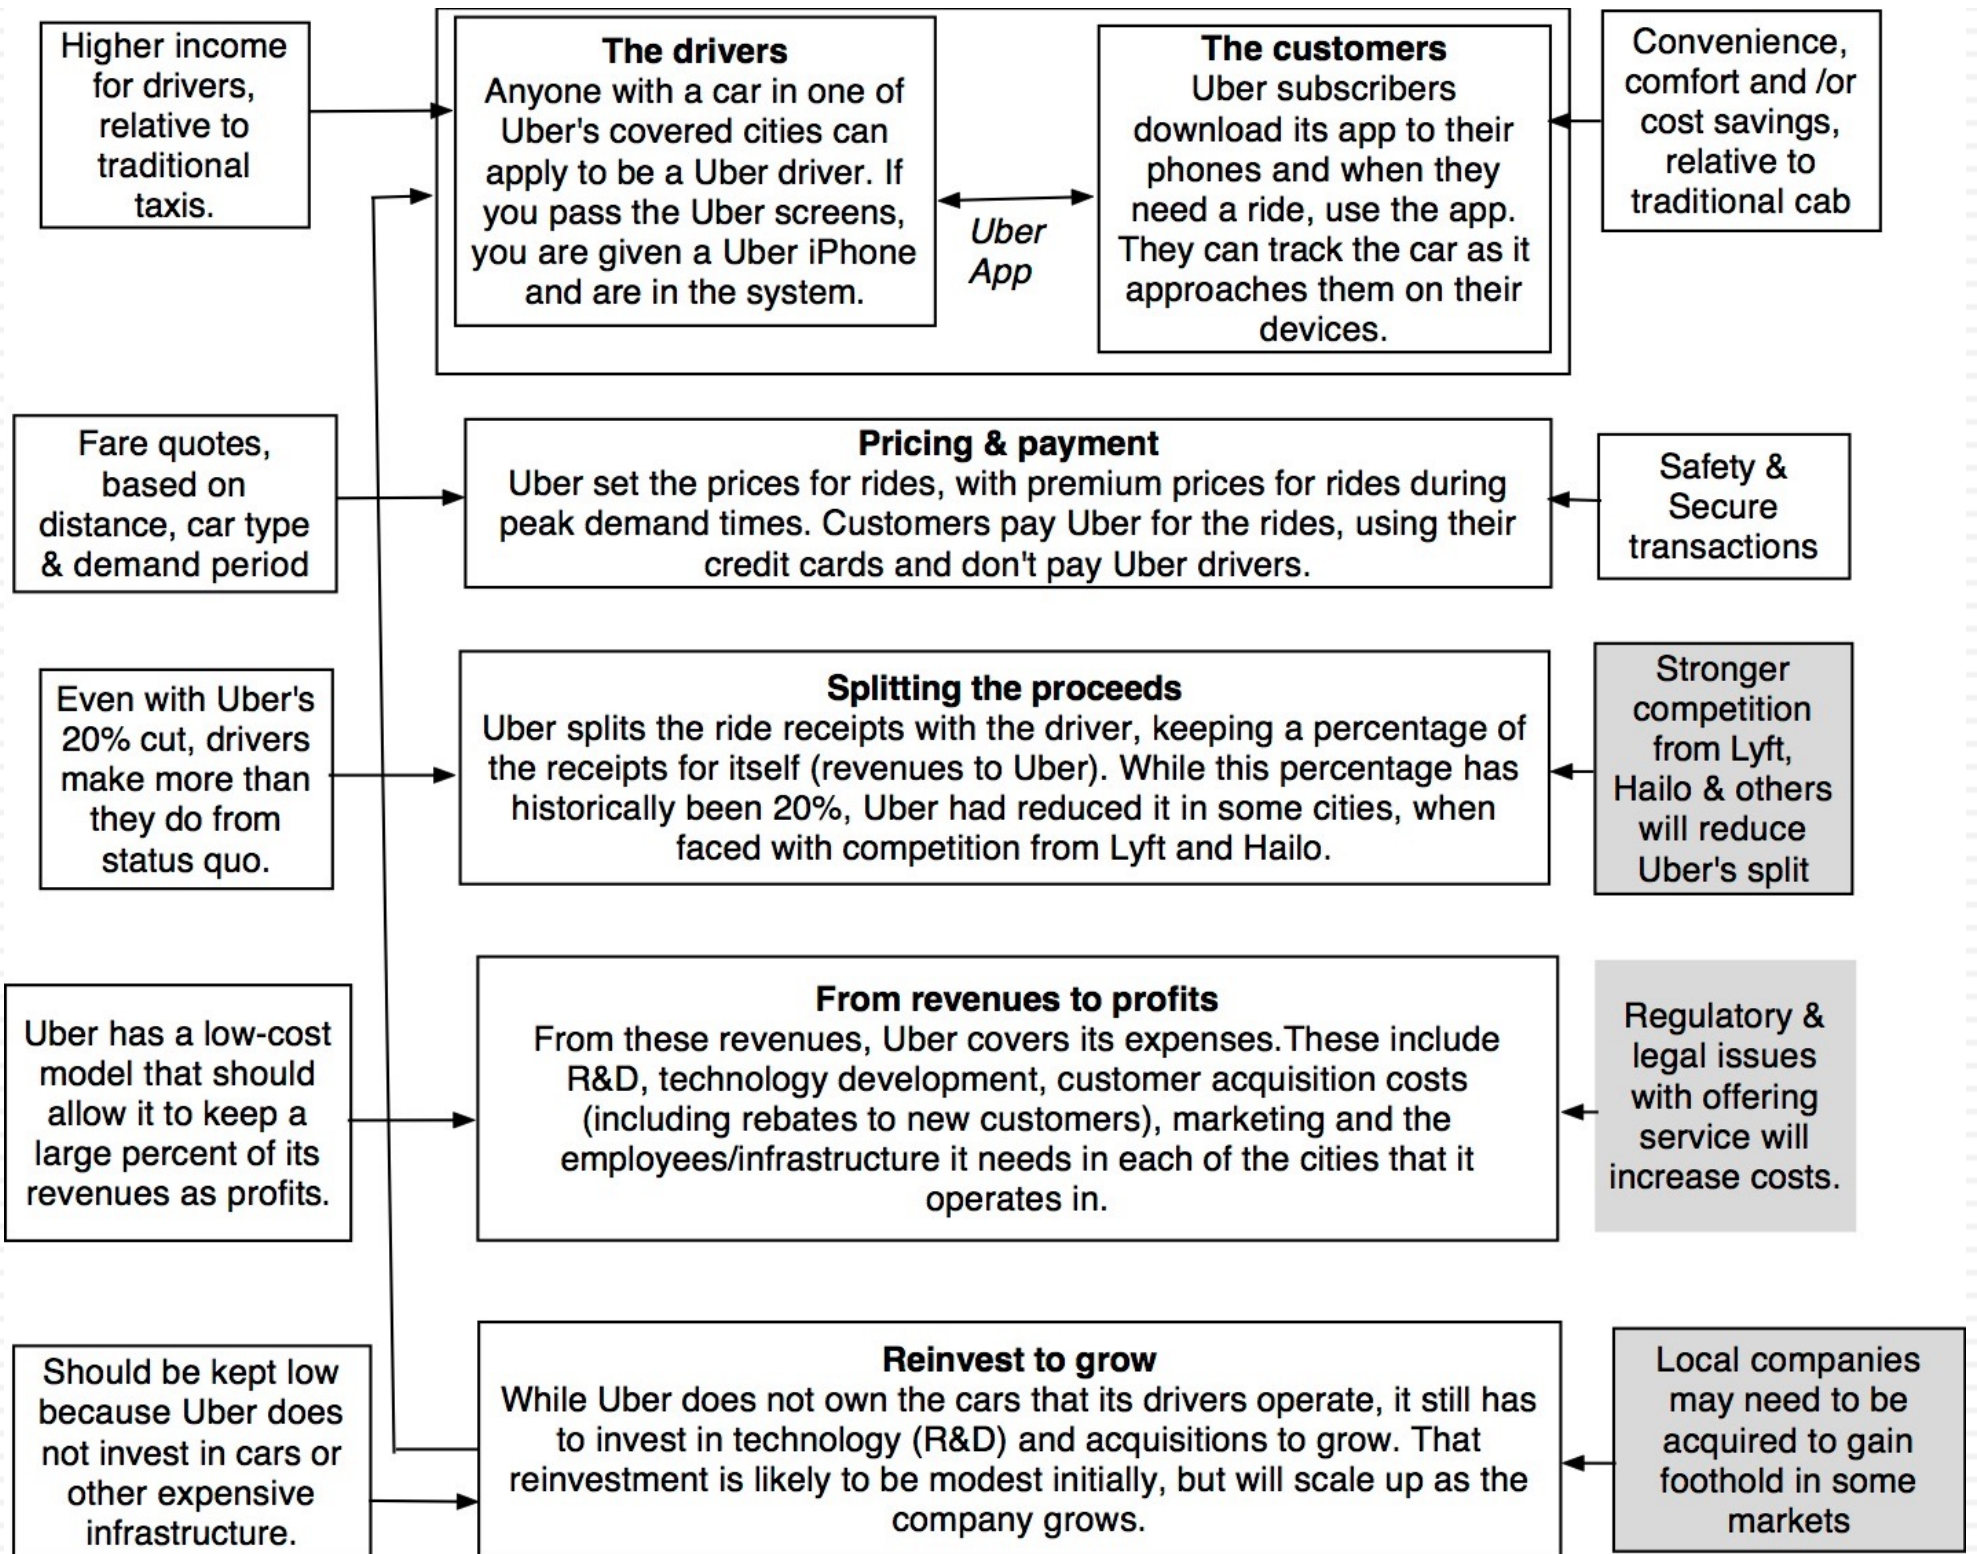 Higher income
for drivers,
relative to
traditional
taxis.
The drivers
Anyone with a car in one of
Uber's covered cities can
apply to be a Uber driver. If
you pass the Uber screens,
you are given a Uber iPhone
and are in the system.
Uber
App
The customers
Uber subscribers
download its app to their
phones and when they
need a ride, use the app.
They can track the car as it
approaches them on their
devices.
Convenience,
comfort and /or
cost savings,
relative to
traditional cab
Fare quotes,
based on
distance, car type
& demand period
Pricing & payment
Uber set the prices for rides, with premium prices for rides during
peak demand times. Customers pay Uber for the rides, using their
credit cards and don't pay Uber drivers.
Safety &
Secure
transactions
Even with Uber's
20% cut, drivers
make more than
they do from
status quo.
Splitting the proceeds
Uber splits the ride receipts with the driver, keeping a percentage of
the receipts for itself (revenues to Uber). While this percentage has
historically been 20%, Uber had reduced it in some cities, when
faced with competition from Lyft and Hailo.
Stronger
competition
from Lyft,
Hailo & others
will reduce
Uber's split
Uber has a low-cost
model that should
allow it to keep a
large percent of its
revenues as profits.
From revenues to profits
From these revenues, Uber covers its expenses.These include
R&D, technology development, customer acquisition costs
(including rebates to new customers), marketing and the
employees/infrastructure it needs in each of the cities that it
operates in.
Regulatory &
legal issues
with offering
service will
increase costs.
Should be kept low
because Uber does
not invest in cars or
other expensive
infrastructure.
Reinvest to grow
While Uber does not own the cars that its drivers operate, it still has
to invest in technology (R&D) and acquisitions to grow. That
reinvestment is likely to be modest initially, but will scale up as the
company grows.
Local companies
may need to be
acquired to gain
foothold in some
markets